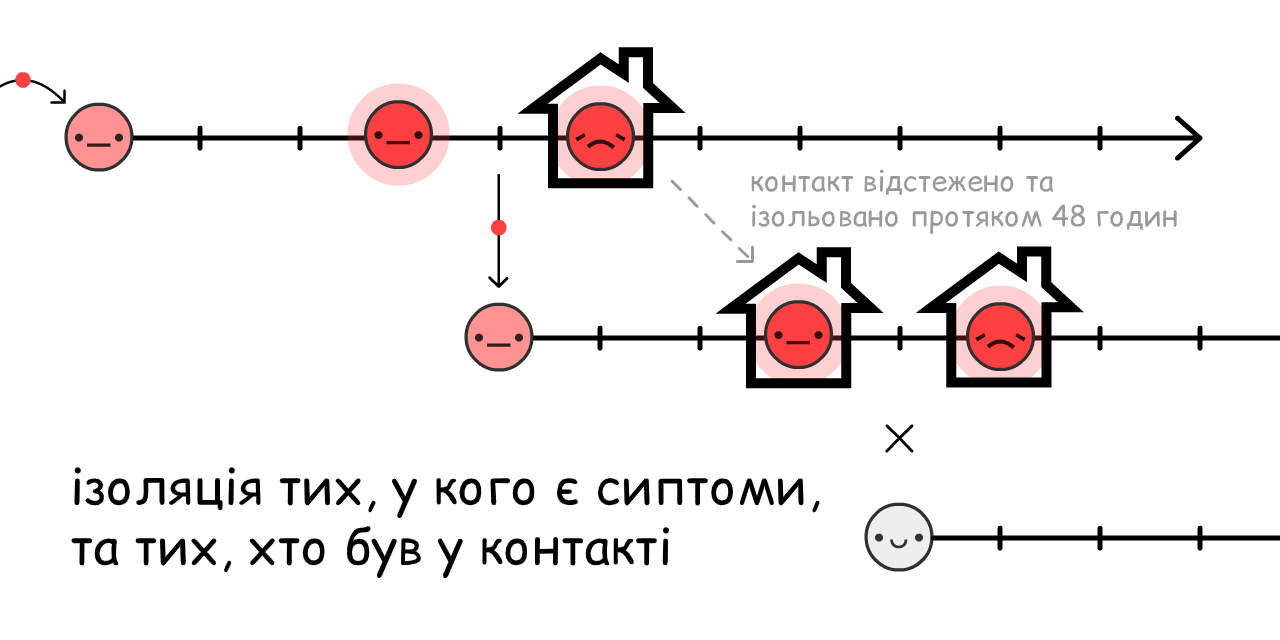 контакт відстежено та
ізольовано протяком 48 годин
ізоляція тих, у кого є сиптоми,
та тих, хто був у контакті